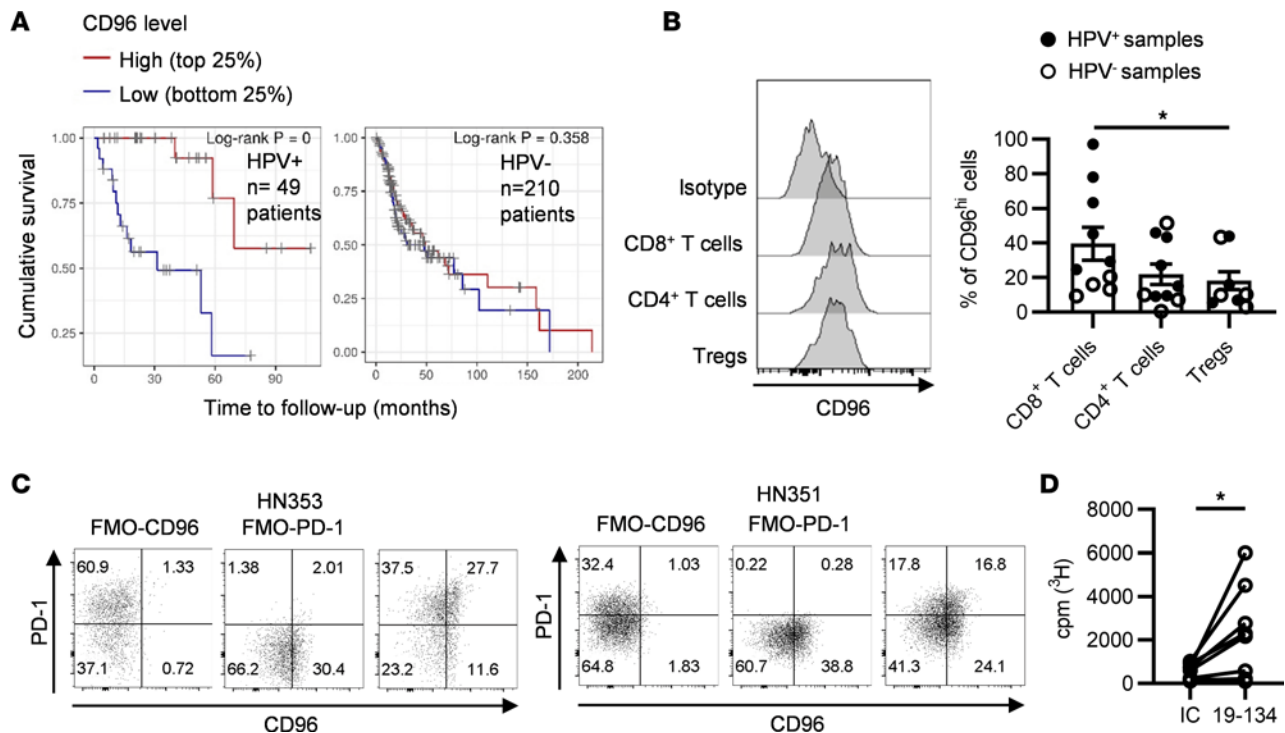 A
CD96 level
High (top 25%)
Low (bottom 25%)
Log-rank P = 0
HPV+
n= 49
patients
Log-rank P = 0.358
HPV-
n=210
patients
Cumulative survival
1.00
0.75
0.50
0.25
0 30 60 90
1.00
0.75
0.50
0.25
0.00
0 50 100 150 200
Time to follow-up (months)
B
HPV⁺ samples
HPV⁻ samples
Isotype
CD8⁺ T cells
CD4⁺ T cells
Tregs
CD96
% of CD96ʰⁱ cells
100
80
60
40
20
0
*
CD8⁺ T cells
CD4⁺ T cells
Tregs
C
HN353
FMO-CD96 FMO-PD-1
PD-1
60.9 1.33
37.1 0.72
1.38 2.01
66.2 30.4
37.5 27.7
23.2 11.6
CD96
HN351
FMO-CD96 FMO-PD-1
PD-1
32.4 1.03
64.8 1.83
0.22 0.28
60.7 38.8
17.8 16.8
41.3 24.1
CD96
D
*
cpm (³H)
8000
6000
4000
2000
0
IC 19-134